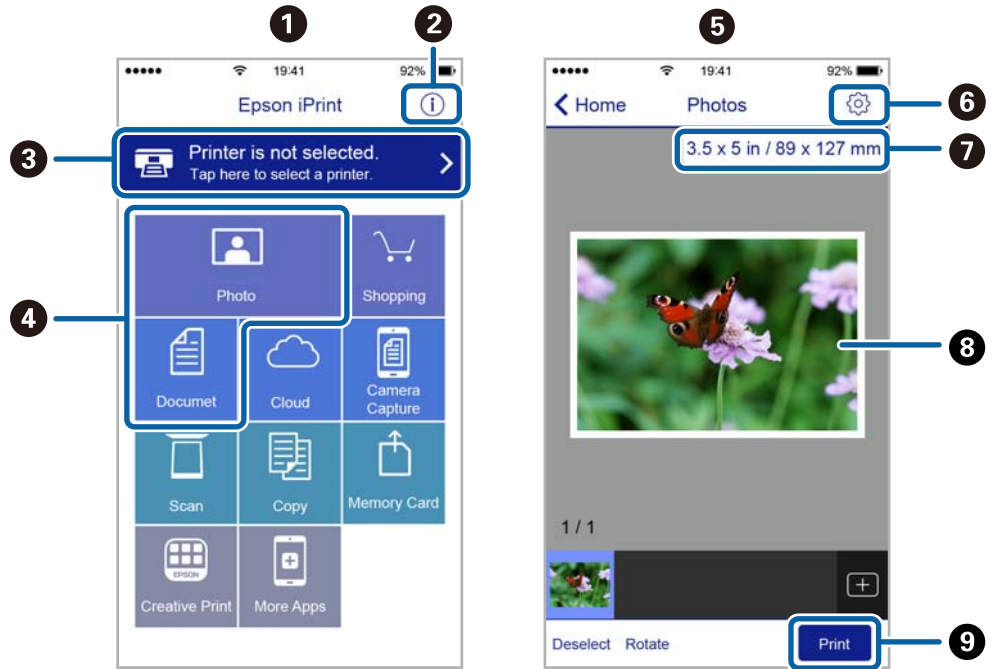 1
2
5
19:41
92%
Epson iPrint
i
3
Printer is not selected.
Tap here to select a printer.
4
Photo
Shopping
Documet
Cloud
Camera
Capture
Scan
Copy
Memory Card
EPSON
Creative Print
More Apps
19:41
92%
Home
Photos
6
3.5 x 5 in / 89 x 127 mm
7
8
1 / 1
Deselect
Rotate
Print
9